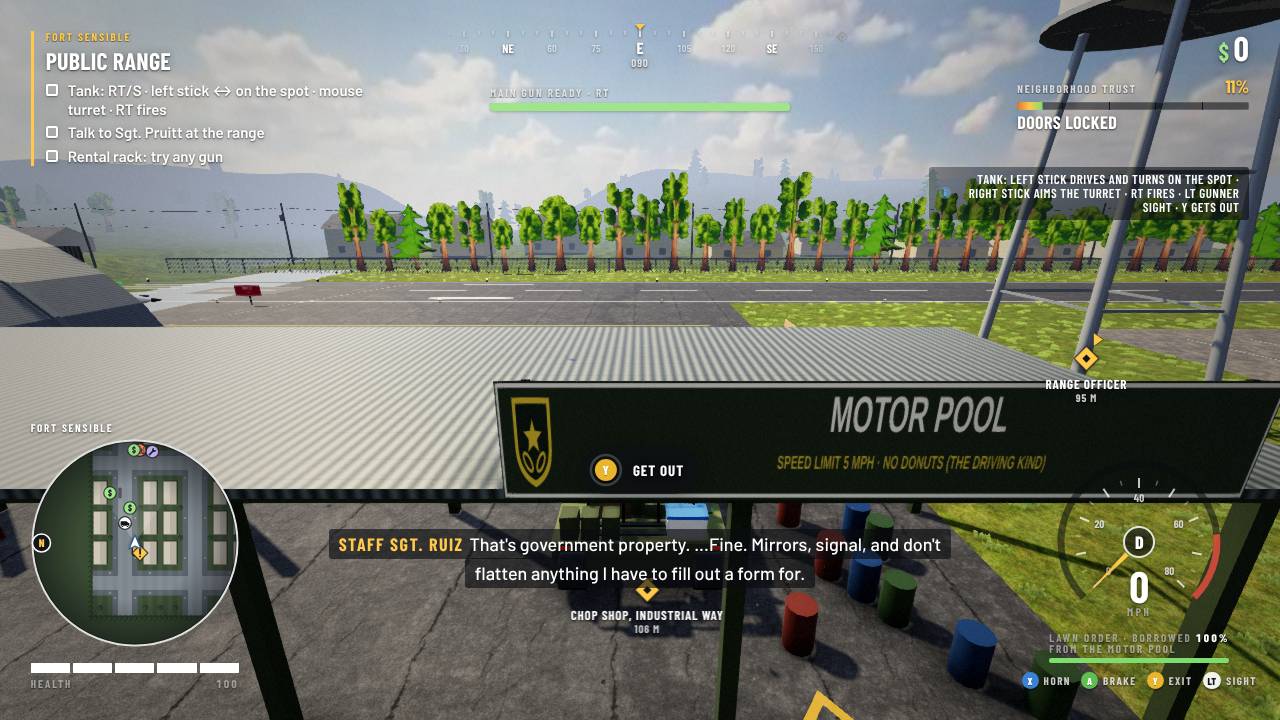 FORT SENSIBLE
PUBLIC RANGE
Tank: RT/S · left stick ↔ on the spot · mouse
turret · RT fires
Talk to Sgt. Pruitt at the range
Rental rack: try any gun
30 NE 60 75 E 105 120 SE 150
090
MAIN GUN READY · RT
$0
NEIGHBORHOOD TRUST 11%
DOORS LOCKED
TANK: LEFT STICK DRIVES AND TURNS ON THE SPOT ·
RIGHT STICK AIMS THE TURRET · RT FIRES · LT GUNNER
SIGHT · Y GETS OUT
RANGE OFFICER
95 M
MOTOR POOL
SPEED LIMIT 5 MPH · NO DONUTS (THE DRIVING KIND)
Y GET OUT
FORT SENSIBLE
N
STAFF SGT. RUIZ That's government property. ...Fine. Mirrors, signal, and don't
flatten anything I have to fill out a form for.
CHOP SHOP, INDUSTRIAL WAY
106 M
0 20 40 60 80
D
0
MPH
LAWN ORDER · BORROWED 100%
FROM THE MOTOR POOL
X HORN A BRAKE Y EXIT LT SIGHT
HEALTH 100